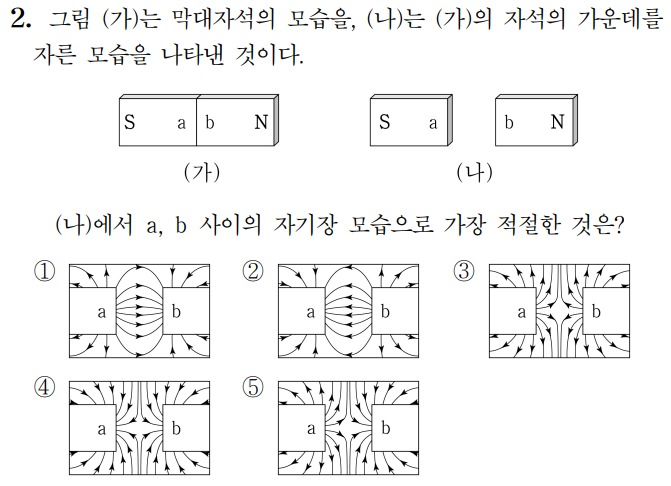 2. 그림 (가)는 막대자석의 모습을, (나)는 (가)의 자석의 가운데를
자른 모습을 나타낸 것이다.
S a b N S a b N
(가) (나)
(나)에서 a, b 사이의 자기장 모습으로 가장 적절한 것은?
① a b ② a b ③ a b
④ a b ⑤ a b